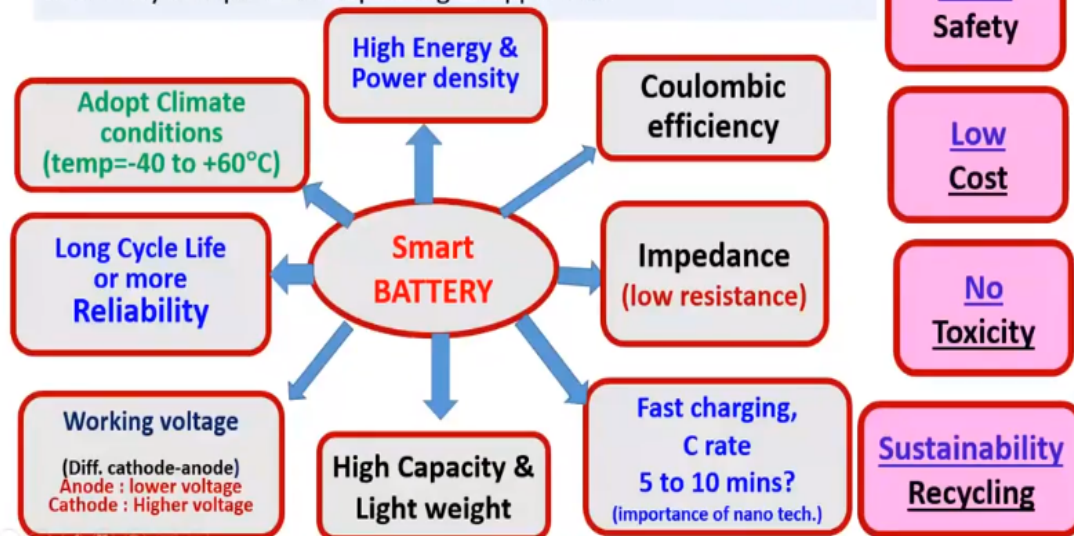 Safety
High Energy &
Power density
Coulombic
efficiency
Adopt Climate
conditions
(temp=-40 to +60°C)
Low
Cost
Long Cycle Life
or more
Reliability
Smart
BATTERY
Impedance
(low resistance)
No
Toxicity
Working voltage
(Diff. cathode-anode)
Anode : lower voltage
Cathode : Higher voltage
High Capacity &
Light weight
Fast charging,
C rate
5 to 10 mins?
(importance of nano tech.)
Sustainability
Recycling